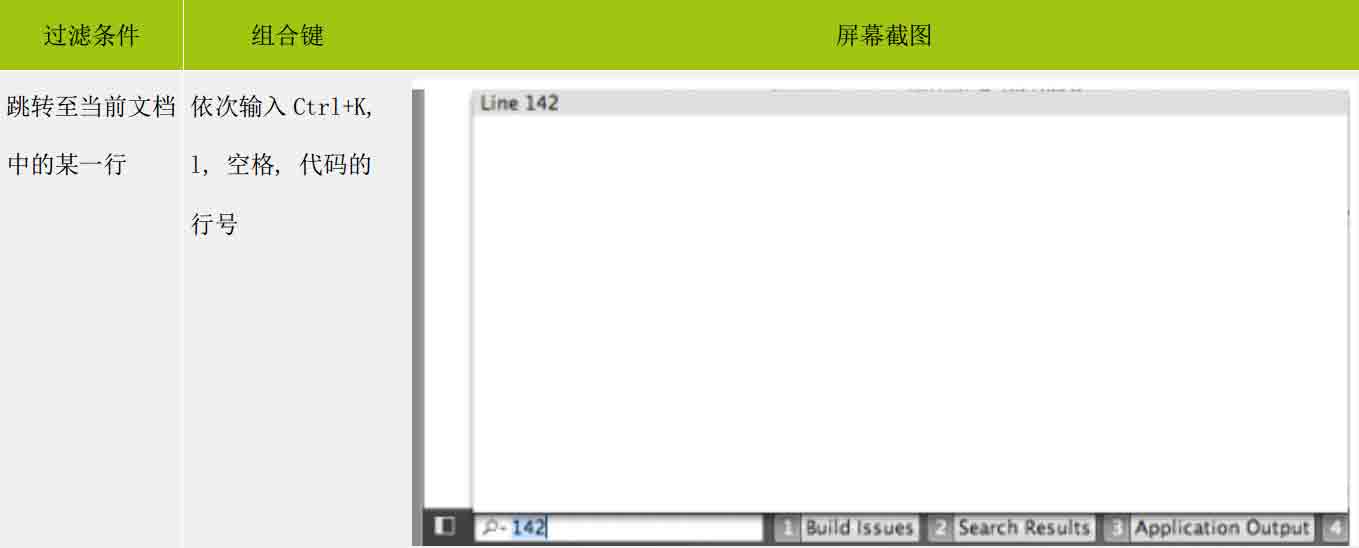 过滤条件
组合键
屏幕截图
跳转至当前文档
中的某一行
依次输入 Ctrl+K,
l, 空格, 代码的
行号
Line 142
142
1 Build Issues
2 Search Results
3 Application Output
4